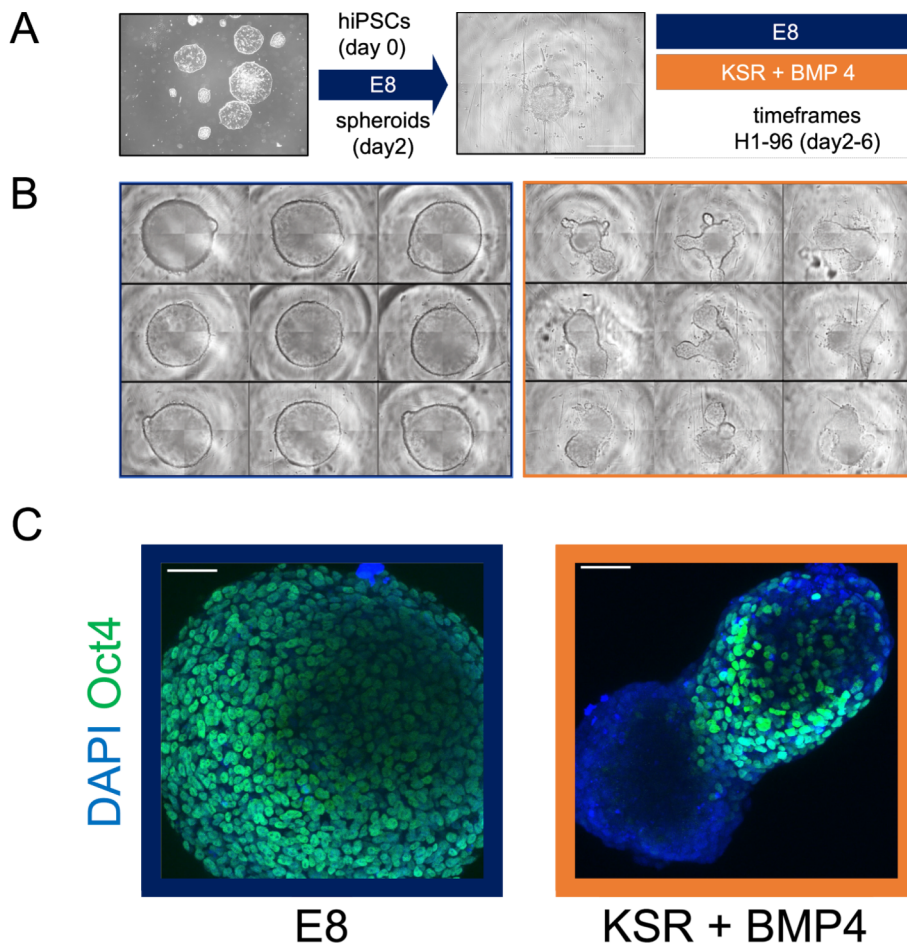 A
hiPSCs
(day 0)
E8
spheroids
(day2)
E8
KSR + BMP 4
timeframes
H1-96 (day2-6)
B
C
DAPI Oct4
E8
KSR + BMP4